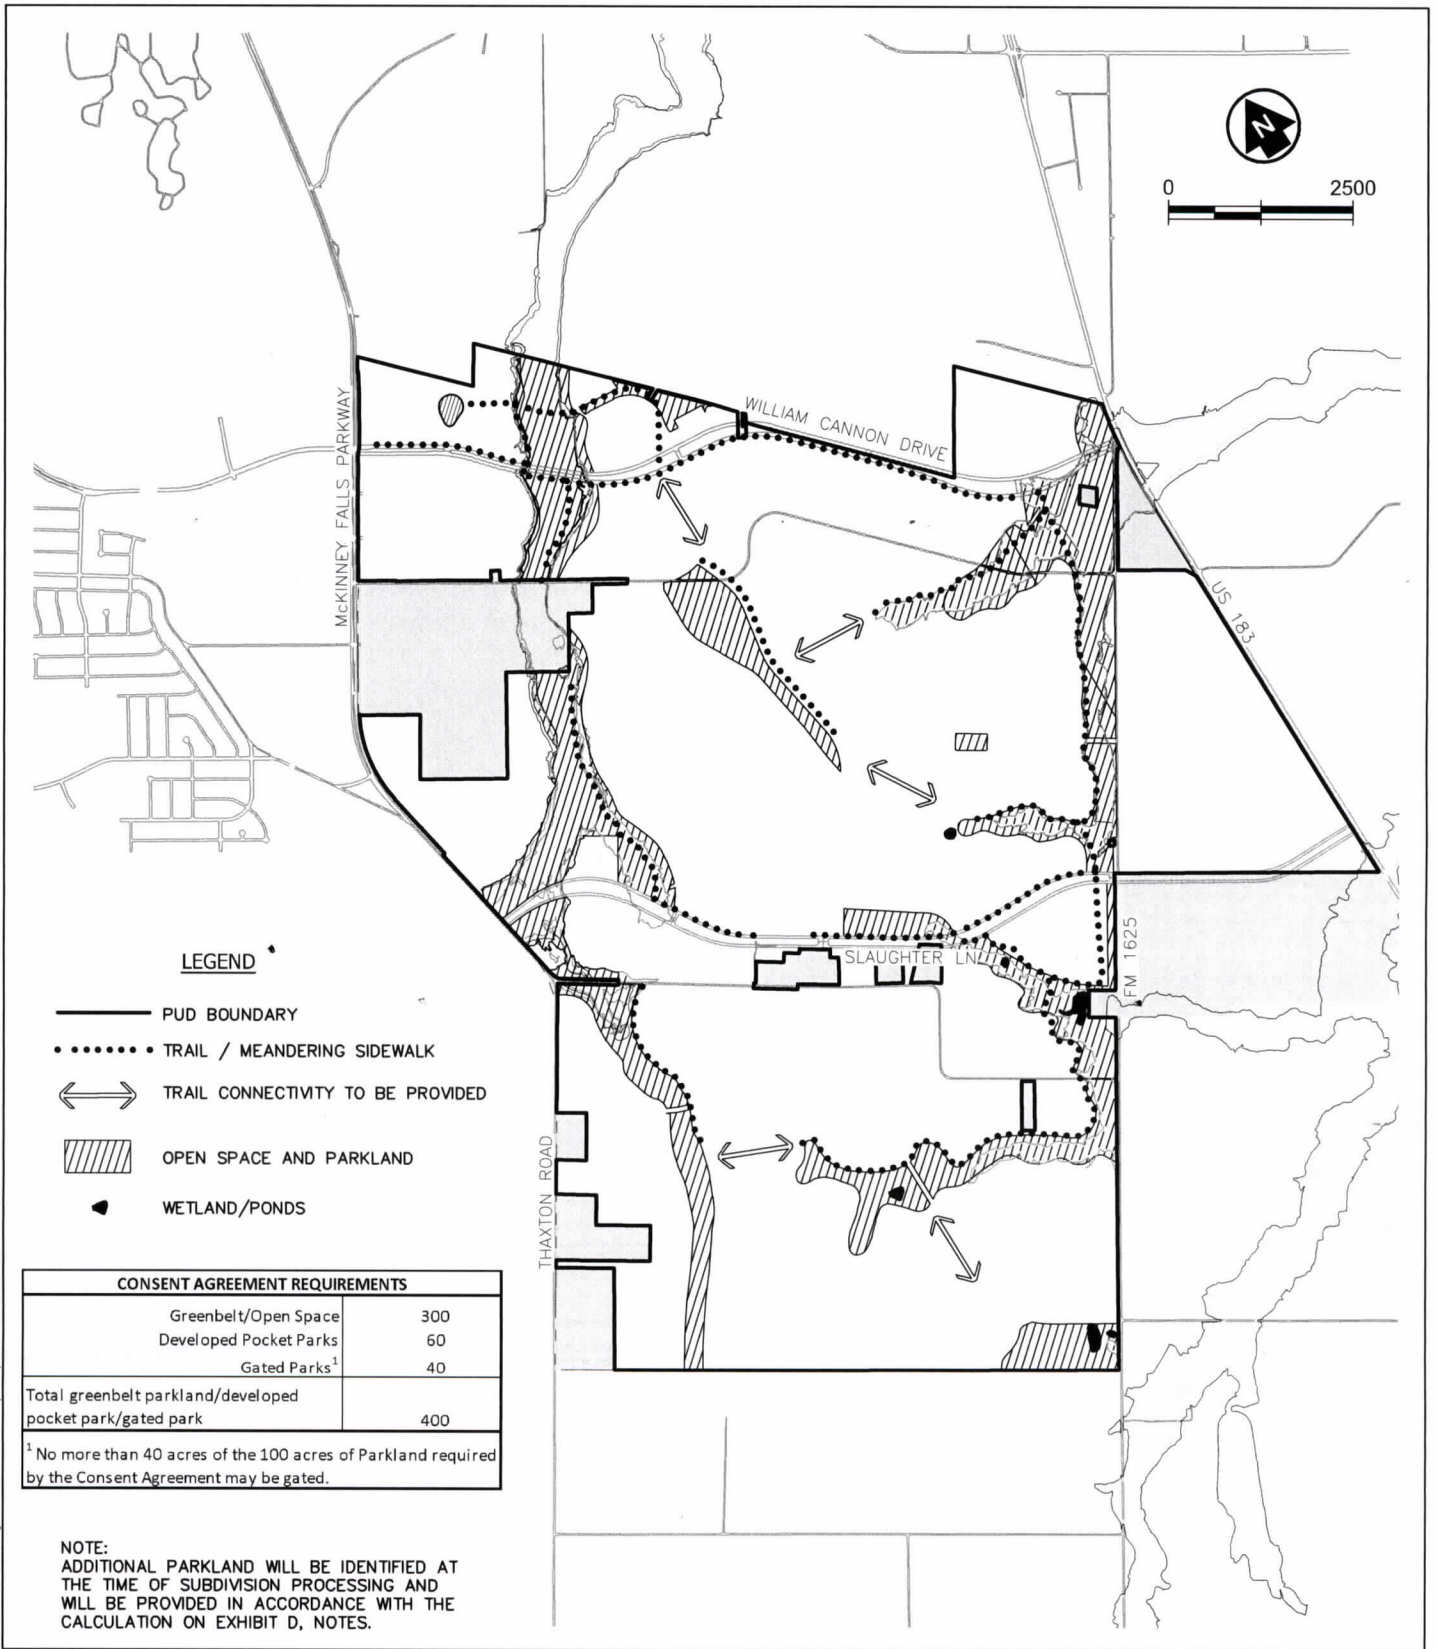 N
0 2500
McKINNEY FALLS PARKWAY
WILLIAM CANNON DRIVE
US 183
SLAUGHTER LN
FM 1625
THAXTON ROAD
LEGEND
PUD BOUNDARY
TRAIL / MEANDERING SIDEWALK
TRAIL CONNECTIVITY TO BE PROVIDED
OPEN SPACE AND PARKLAND
WETLAND/PONDS
CONSENT AGREEMENT REQUIREMENTS
Greenbelt/Open Space 300
Developed Pocket Parks 60
Gated Parks¹ 40
Total greenbelt parkland/developed
pocket park/gated park 400
¹ No more than 40 acres of the 100 acres of Parkland required
by the Consent Agreement may be gated.
NOTE:
ADDITIONAL PARKLAND WILL BE IDENTIFIED AT
THE TIME OF SUBDIVISION PROCESSING AND
WILL BE PROVIDED IN ACCORDANCE WITH THE
CALCULATION ON EXHIBIT D, NOTES.